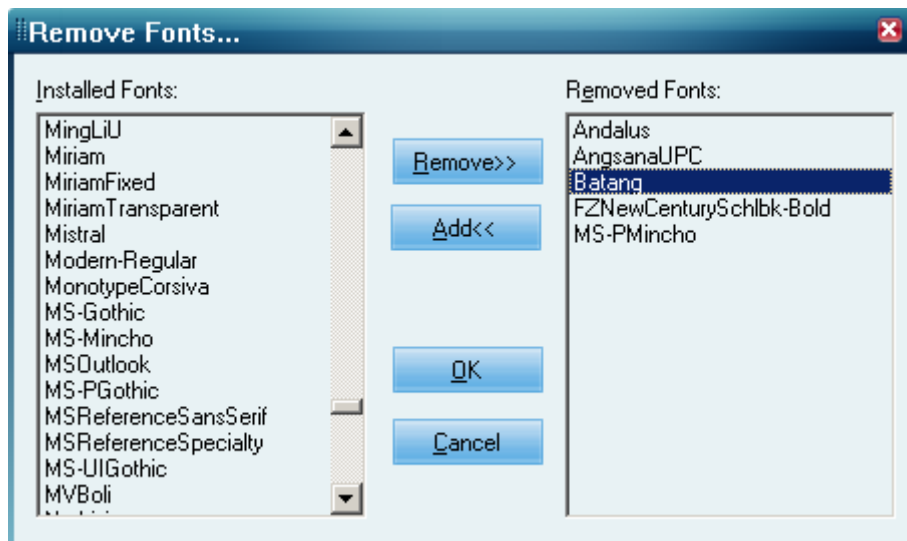 Remove Fonts...
Installed Fonts:
MingLiU
Miriam
MiriamFixed
MiriamTransparent
Mistral
Modern-Regular
MonotypeCorsiva
MS-Gothic
MS-Mincho
MSOutlook
MS-PGothic
MSReferenceSansSerif
MSReferenceSpecialty
MS-UIGothic
MVBoli
Remove>>
Add<<
OK
Cancel
Removed Fonts:
Andalus
AngsanaUPC
Batang
FZNewCenturySchlbk-Bold
MS-PMincho